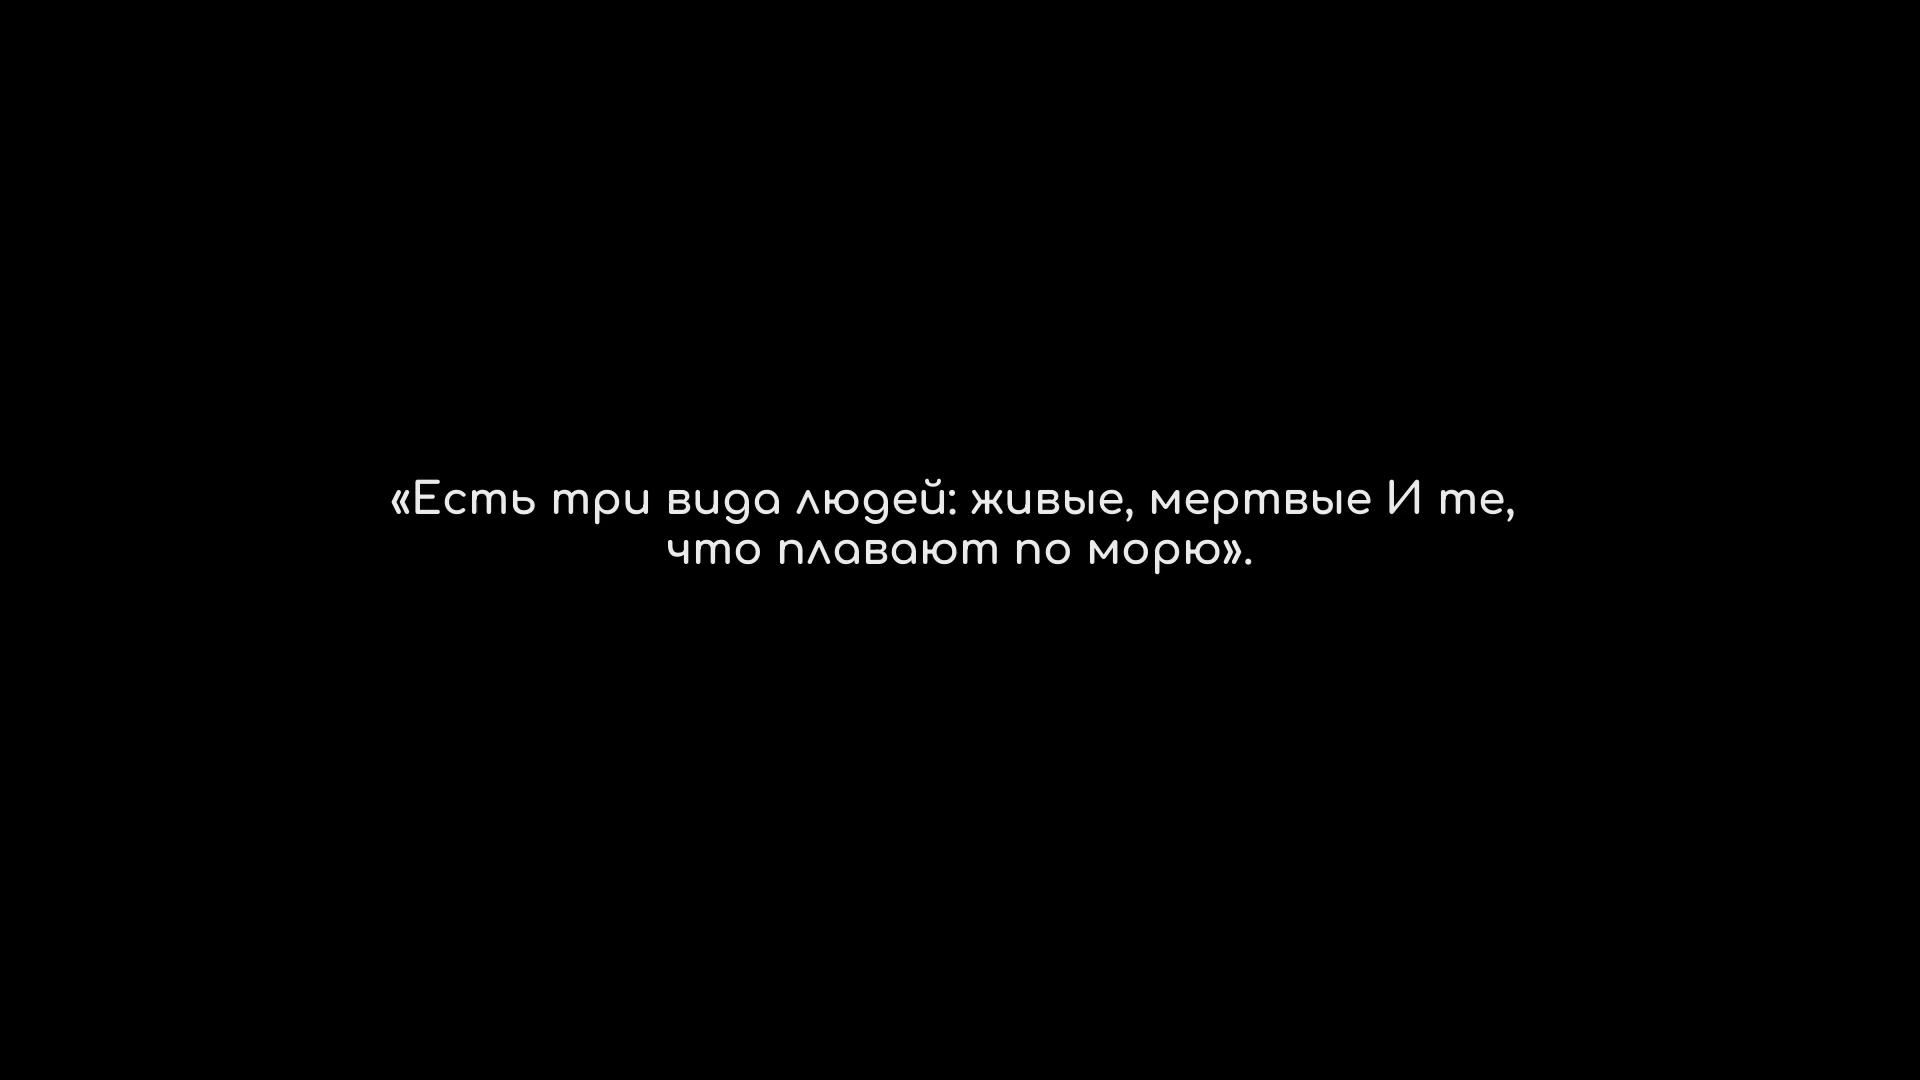 «Есть три вида людей: живые, мертвые И те,
что плавают по морю».